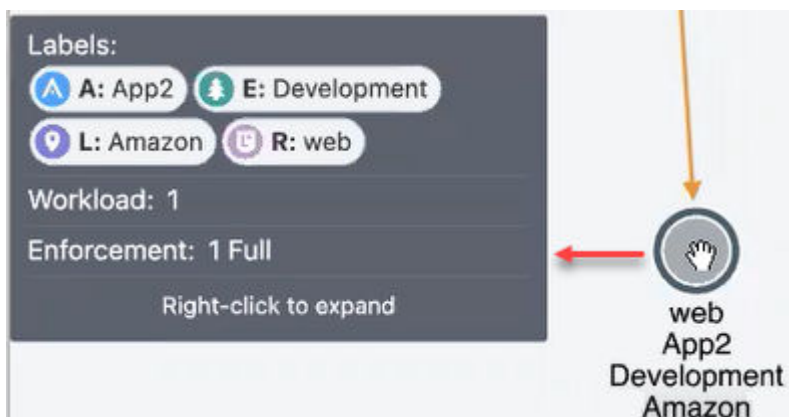 Labels:
A: App2 E: Development
L: Amazon R: web
Workload: 1
Enforcement: 1 Full
Right-click to expand
web
App2
Development
Amazon